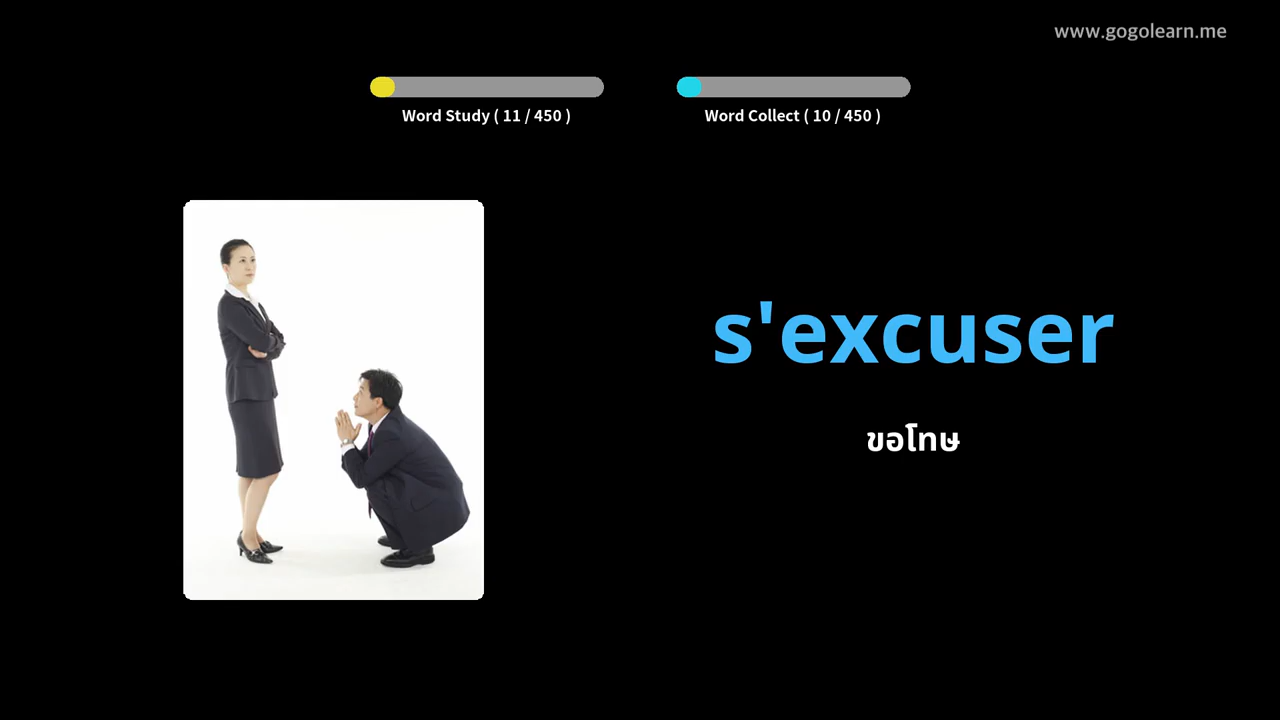 www.gogolearn.me
Word Study ( 11 / 450 )
Word Collect ( 10 / 450 )
s'excuser
ขอโทษ